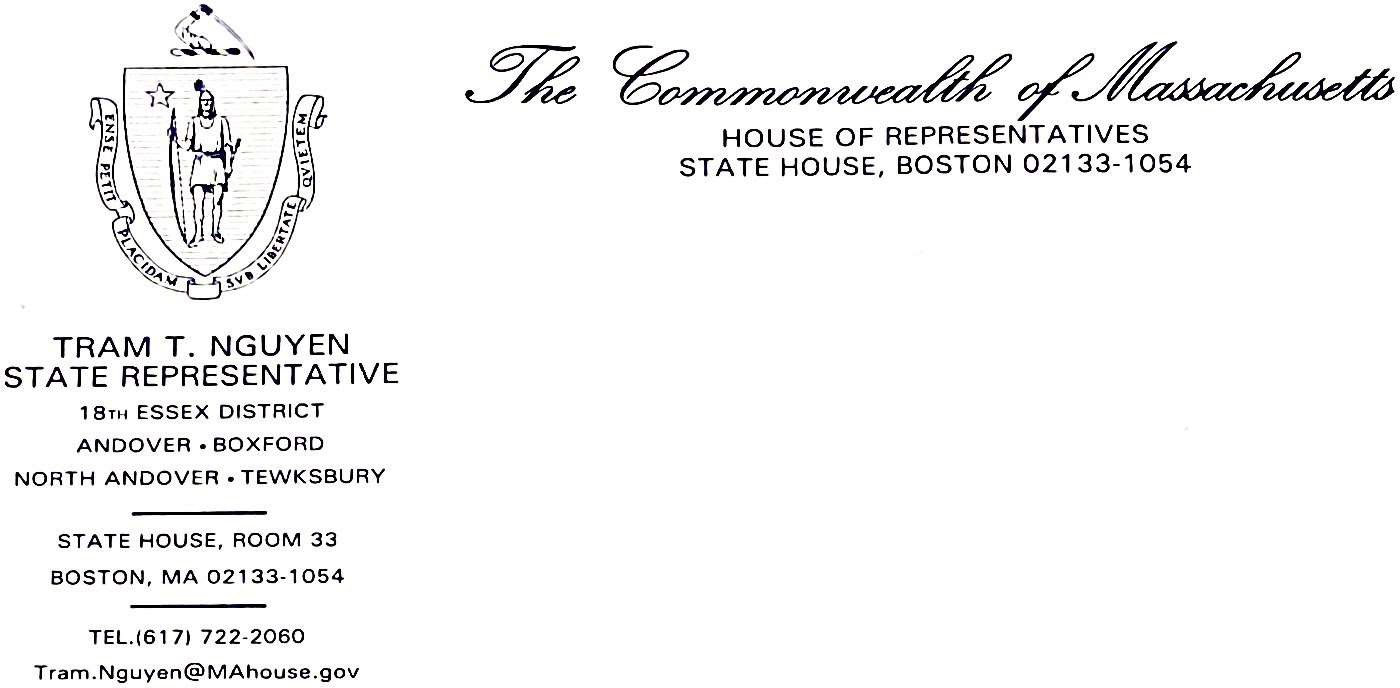 The Commonwealth of Massachusetts
HOUSE OF REPRESENTATIVES
STATE HOUSE, BOSTON 02133-1054
ENSE PETIT PLACIDAM SVB LIBERTATE QVIETEM
TRAM T. NGUYEN
STATE REPRESENTATIVE
18TH ESSEX DISTRICT
ANDOVER • BOXFORD
NORTH ANDOVER • TEWKSBURY
STATE HOUSE, ROOM 33
BOSTON, MA 02133-1054
TEL.(617) 722-2060
Tram.Nguyen@MAhouse.gov